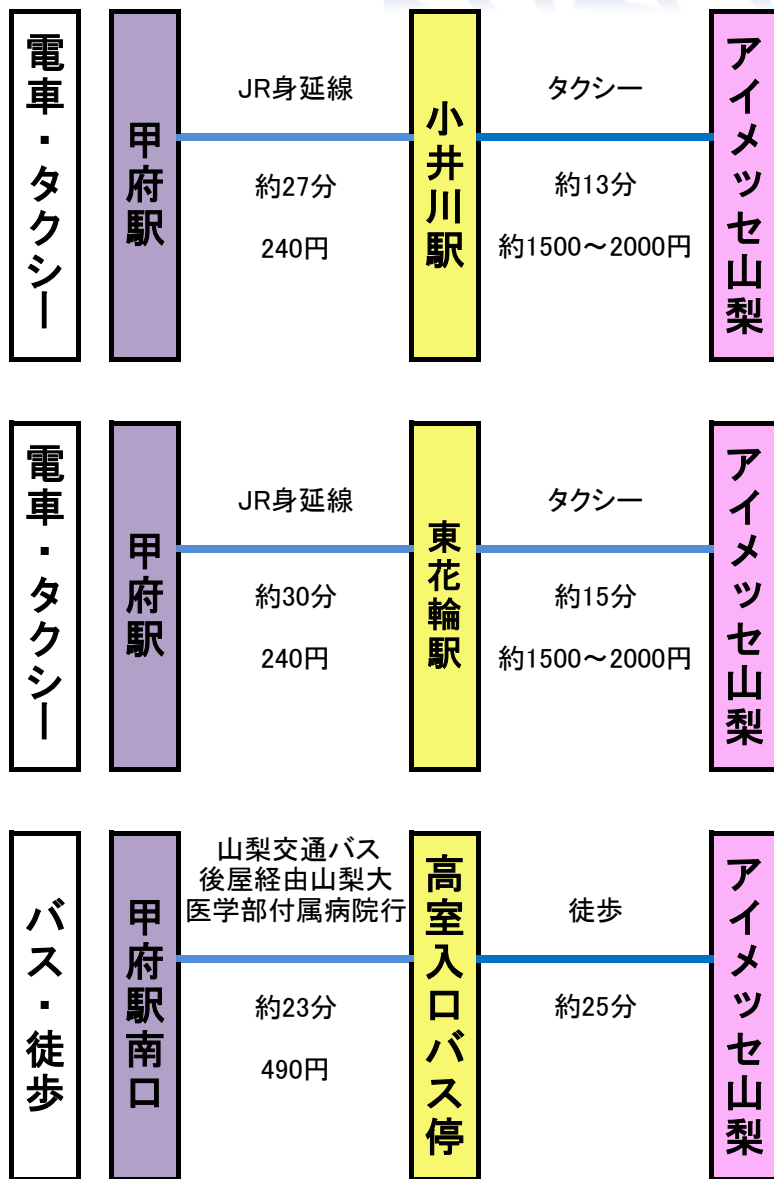 電車・タクシー
甲府駅
JR身延線
約27分
240円
小井川駅
タクシー
約13分
約1500～2000円
アイメッセ山梨
電車・タクシー
甲府駅
JR身延線
約30分
240円
東花輪駅
タクシー
約15分
約1500～2000円
アイメッセ山梨
バス・徒歩
甲府駅南口
山梨交通バス
後屋経由山梨大
医学部付属病院行
約23分
490円
高室入口バス停
徒歩
約25分
アイメッセ山梨